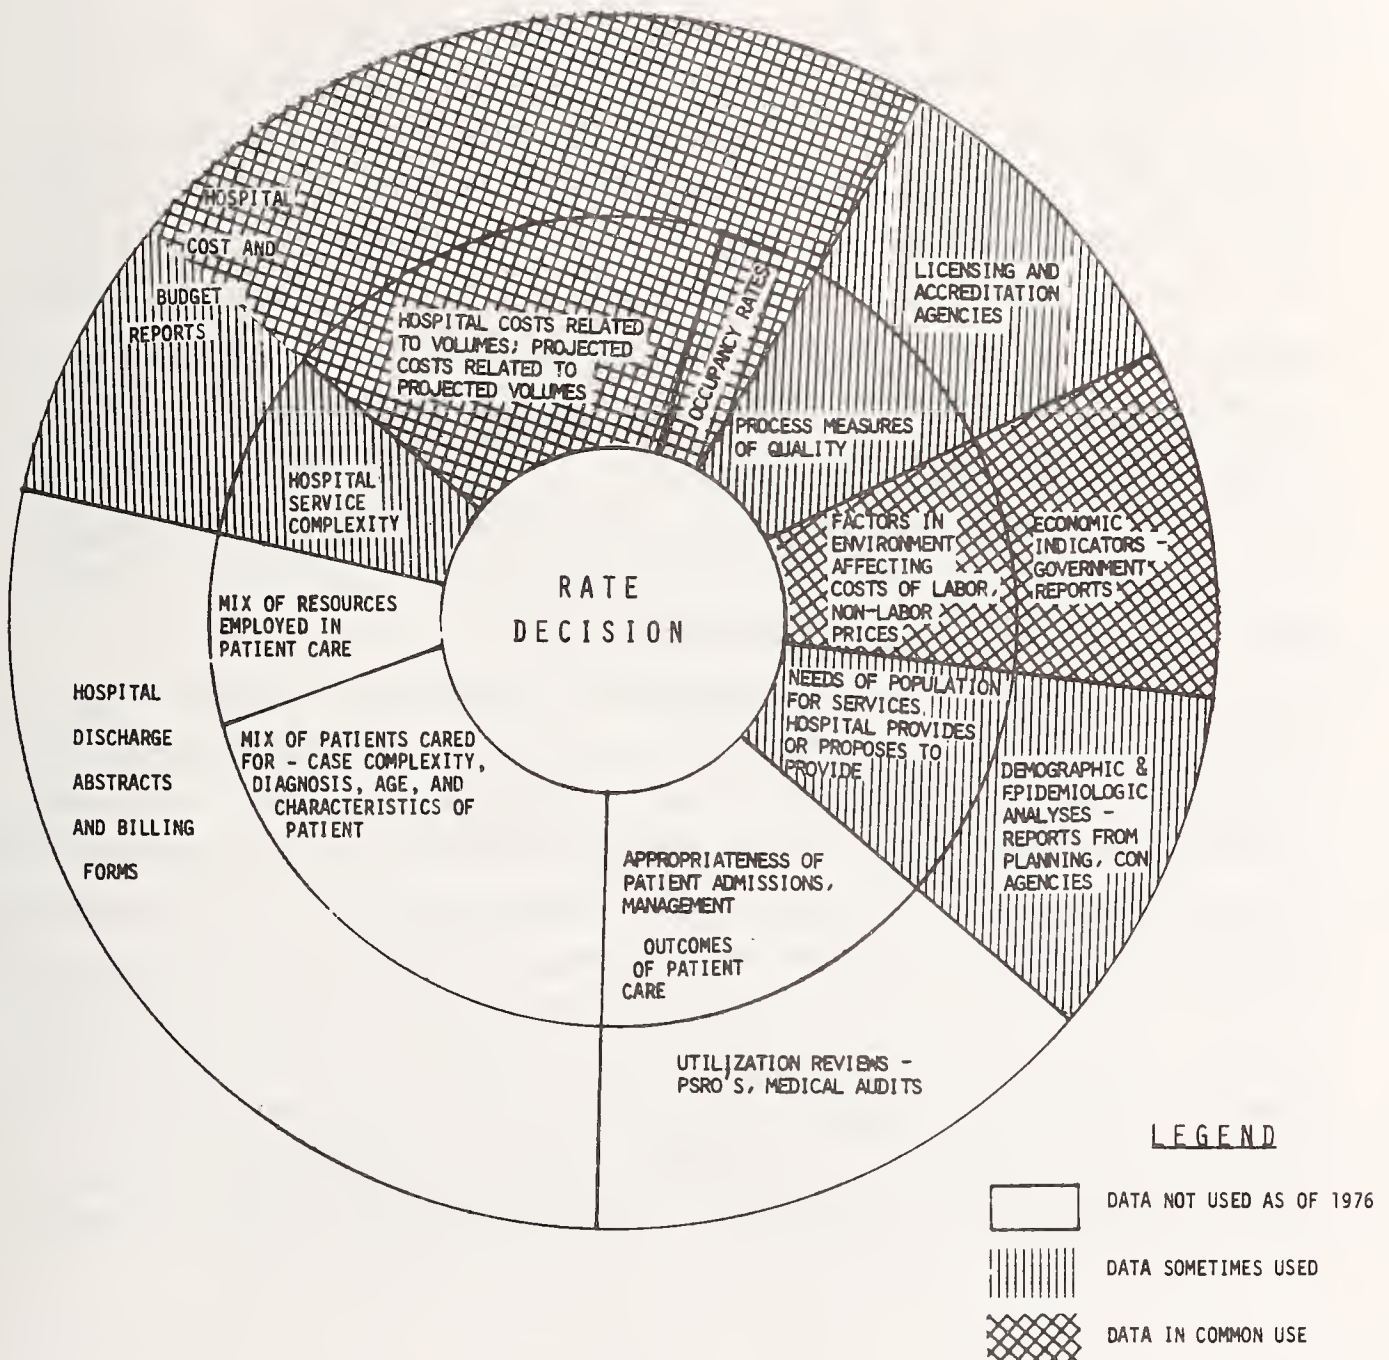 HOSPITAL
COST AND
BUDGET
REPORTS
HOSPITAL COSTS RELATED
TO VOLUMES; PROJECTED
COSTS RELATED TO
PROJECTED VOLUMES
OCCUPANCY RATES
LICENSING AND
ACCREDITATION
AGENCIES
PROCESS MEASURES
OF QUALITY
HOSPITAL
SERVICE
COMPLEXITY
FACTORS IN
ENVIRONMENT
AFFECTING
COSTS OF LABOR,
NON-LABOR
PRICES
ECONOMIC
INDICATORS -
GOVERNMENT
REPORTS
RATE
DECISION
MIX OF RESOURCES
EMPLOYED IN
PATIENT CARE
NEEDS OF POPULATION
FOR SERVICES
HOSPITAL PROVIDES
OR PROPOSES TO
PROVIDE
HOSPITAL
DISCHARGE
ABSTRACTS
AND BILLING
FORMS
MIX OF PATIENTS CARED
FOR - CASE COMPLEXITY,
DIAGNOSIS, AGE, AND
CHARACTERISTICS OF
PATIENT
DEMOGRAPHIC &
EPIDEMIOLOGIC
ANALYSES -
REPORTS FROM
PLANNING, CON
AGENCIES
APPROPRIATENESS OF
PATIENT ADMISSIONS,
MANAGEMENT
OUTCOMES
OF PATIENT
CARE
UTILIZATION REVIEWS -
PSRO'S, MEDICAL AUDITS
LEGEND
DATA NOT USED AS OF 1976
DATA SOMETIMES USED
DATA IN COMMON USE